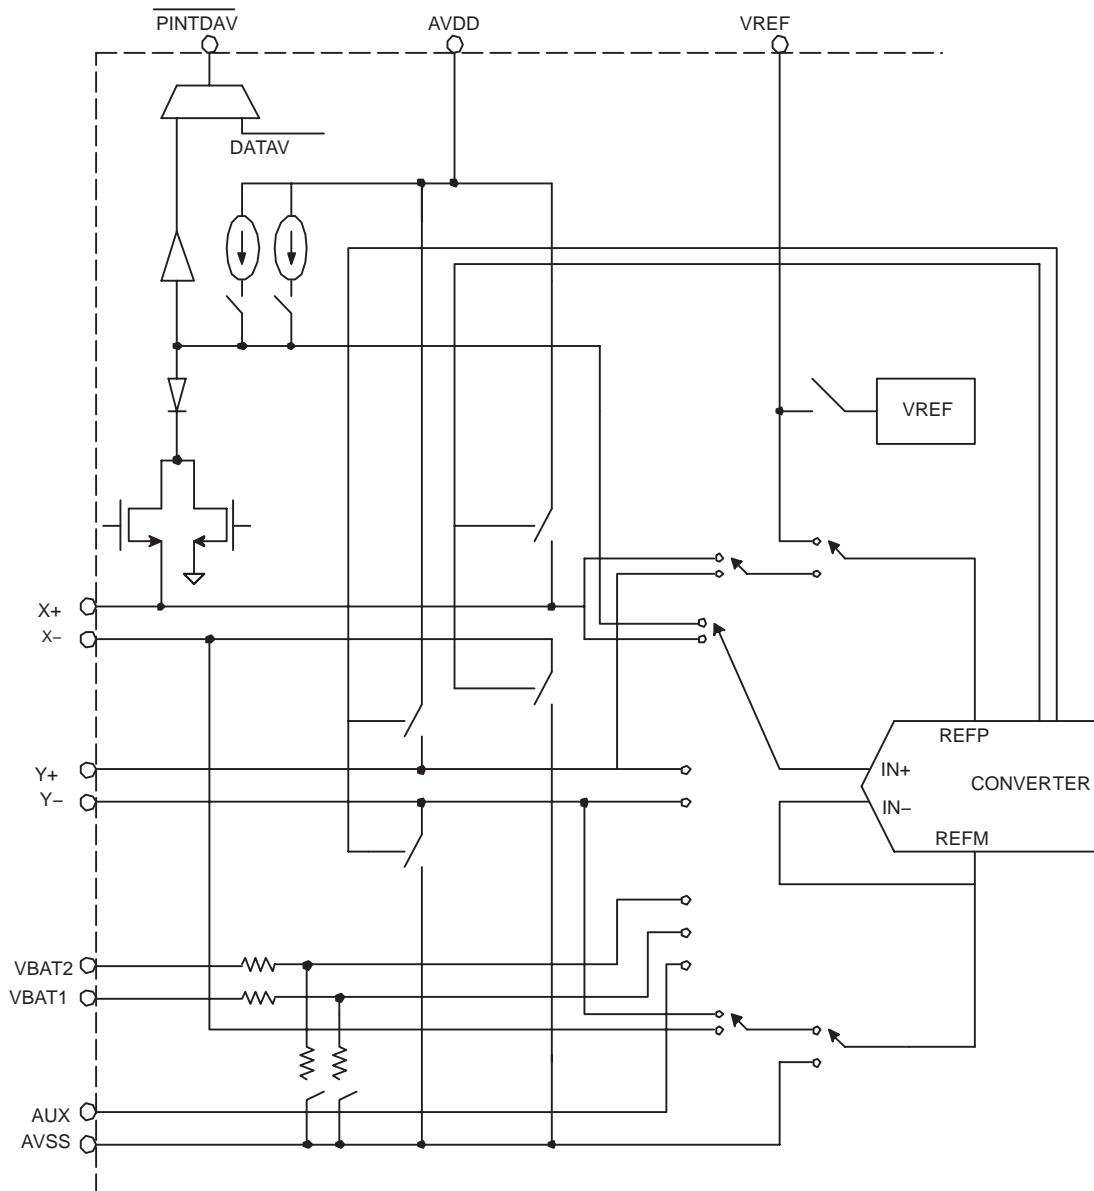 PINTDAV
AVDD
VREF
DATAV
VREF
X+
X−
REFP
Y+
IN+
CONVERTER
Y−
IN−
REFM
VBAT2
VBAT1
AUX
AVSS